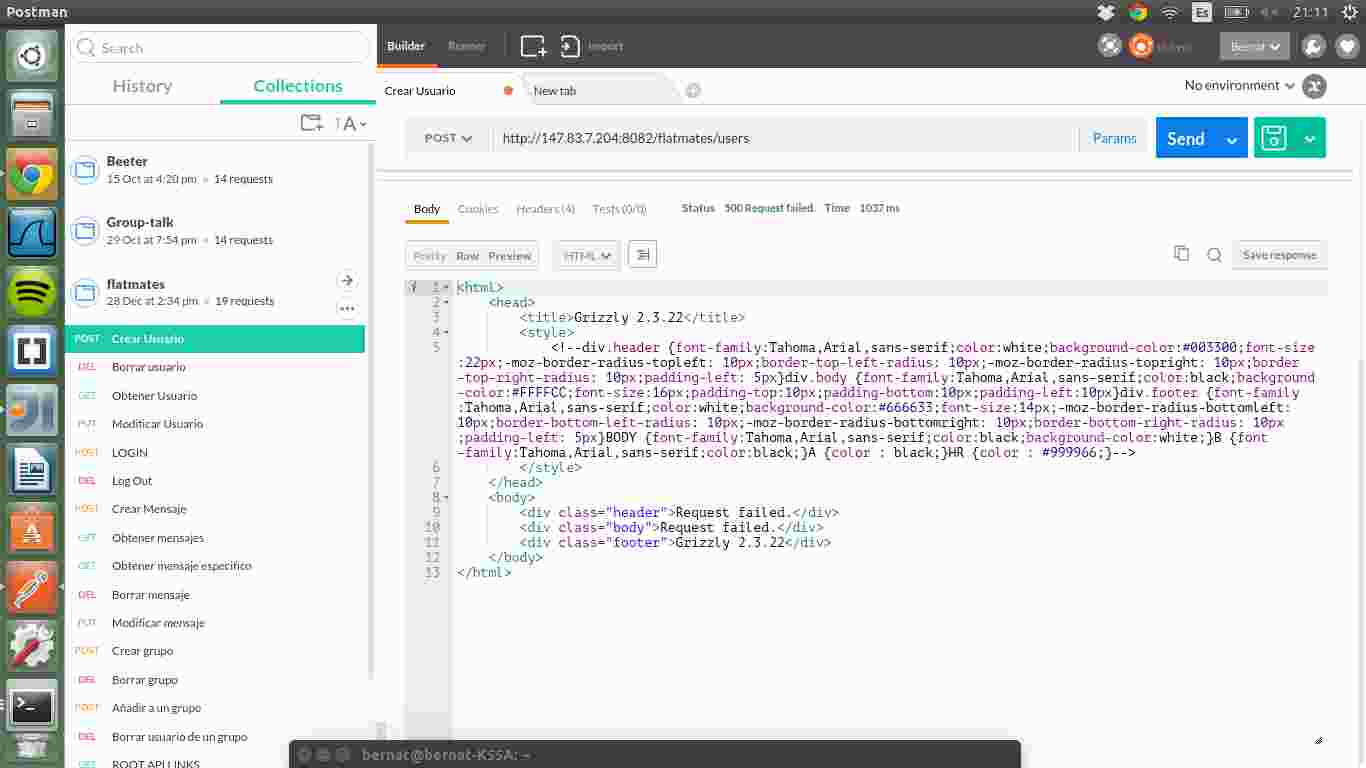 Postman
Es
21:11
Search
Builder
Runner
Import
Bernat
History
Collections
Crear Usuario
New tab
No environment
A
POST
http://147.83.7.204:8082/flatmates/users
Params
Send
Beeter
15 Oct at 4:20 pm 14 requests
Group-talk
29 Oct at 7:54 pm 14 requests
flatmates
28 Dec at 2:34 pm 19 requests
POST Crear Usuario
DEL Borrar usuario
GET Obtener Usuario
PUT Modificar Usuario
POST LOGIN
DEL Log Out
POST Crear Mensaje
GET Obtener mensajes
GET Obtener mensaje especifico
DEL Borrar mensaje
PUT Modificar mensaje
POST Crear grupo
DEL Borrar grupo
POST Añadir a un grupo
DEL Borrar usuario de un grupo
GET ROOT API LINKS
Body
Cookies
Headers (4)
Tests (0/0)
Status 500 Request failed. Time 1037 ms
Pretty
Raw
Preview
HTML
Save response
i 1 <html>
2 <head>
3 <title>Grizzly 2.3.22</title>
4 <style>
5 <!--div.header {font-family:Tahoma,Arial,sans-serif;color:white;background-color:#003300;font-size
:22px;-moz-border-radius-topleft: 10px;border-top-left-radius: 10px;-moz-border-radius-topright: 10px;border
-top-right-radius: 10px;padding-left: 5px}div.body {font-family:Tahoma,Arial,sans-serif;color:black;background
-color:#FFFFCC;font-size:16px;padding-top:10px;padding-bottom:10px;padding-left:10px}div.footer {font-family
:Tahoma,Arial,sans-serif;color:white;background-color:#666633;font-size:14px;-moz-border-radius-bottomleft:
10px;border-bottom-left-radius: 10px;-moz-border-radius-bottomright: 10px;border-bottom-right-radius: 10px
;padding-left: 5px}BODY {font-family:Tahoma,Arial,sans-serif;color:black;background-color:white;}B {font
-family:Tahoma,Arial,sans-serif;color:black;}A {color : black;}HR {color : #999966;}-->
6 </style>
7 </head>
8 <body>
9 <div class="header">Request failed.</div>
10 <div class="body">Request failed.</div>
11 <div class="footer">Grizzly 2.3.22</div>
12 </body>
13 </html>
bernat@bernat-K55A: ~